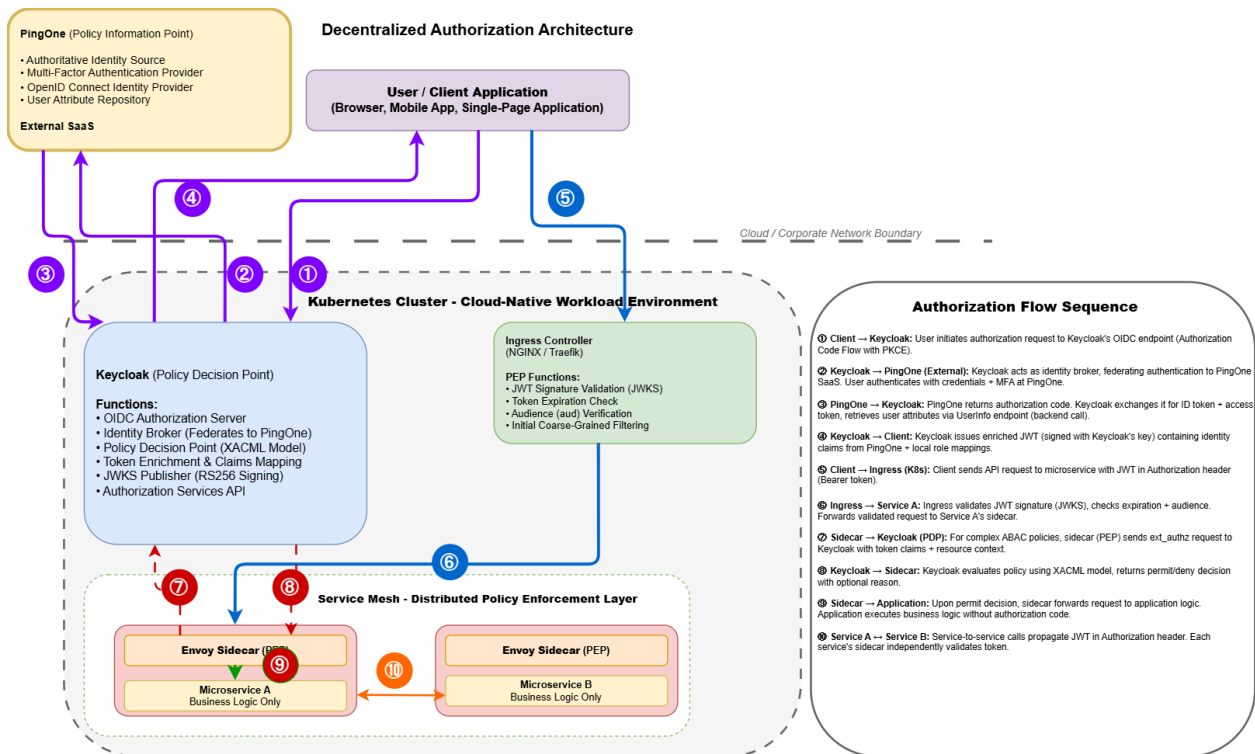 Decentralized Authorization Architecture
PingOne (Policy Information Point)
• Authoritative Identity Source
• Multi-Factor Authentication Provider
• OpenID Connect Identity Provider
• User Attribute Repository
External SaaS
User / Client Application
(Browser, Mobile App, Single-Page Application)
④
⑤
Cloud / Corporate Network Boundary
③
②
①
Kubernetes Cluster - Cloud-Native Workload Environment
Keycloak (Policy Decision Point)
Functions:
• OIDC Authorization Server
• Identity Broker (Federates to PingOne)
• Policy Decision Point (XACML Model)
• Token Enrichment & Claims Mapping
• JWKS Publisher (RS256 Signing)
• Authorization Services API
Ingress Controller
(NGINX / Traefik)
PEP Functions:
• JWT Signature Validation (JWKS)
• Token Expiration Check
• Audience (aud) Verification
• Initial Coarse-Grained Filtering
⑥
⑦
⑧
Service Mesh - Distributed Policy Enforcement Layer
Envoy Sidecar (PEP)
⑨
Microservice A
Business Logic Only
⑩
Envoy Sidecar (PEP)
Microservice B
Business Logic Only
Authorization Flow Sequence
① Client → Keycloak: User initiates authorization request to Keycloak's OIDC endpoint (Authorization
Code Flow with PKCE).
② Keycloak → PingOne (External): Keycloak acts as identity broker, federating authentication to PingOne
SaaS. User authenticates with credentials + MFA at PingOne.
③ PingOne → Keycloak: PingOne returns authorization code. Keycloak exchanges it for ID token + access
token, retrieves user attributes via UserInfo endpoint (backend call).
④ Keycloak → Client: Keycloak issues enriched JWT (signed with Keycloak's key) containing identity
claims from PingOne + local role mappings.
⑤ Client → Ingress (K8s): Client sends API request to microservice with JWT in Authorization header
(Bearer token).
⑥ Ingress → Service A: Ingress validates JWT signature (JWKS), checks expiration + audience.
Forwards validated request to Service A's sidecar.
⑦ Sidecar → Keycloak (PDP): For complex ABAC policies, sidecar (PEP) sends ext_authz request to
Keycloak with token claims + resource context.
⑧ Keycloak → Sidecar: Keycloak evaluates policy using XACML model, returns permit/deny decision
with optional reason.
⑨ Sidecar → Application: Upon permit decision, sidecar forwards request to application logic.
Application executes business logic without authorization code.
⑩ Service A ↔ Service B: Service-to-service calls propagate JWT in Authorization header. Each
service's sidecar independently validates token.